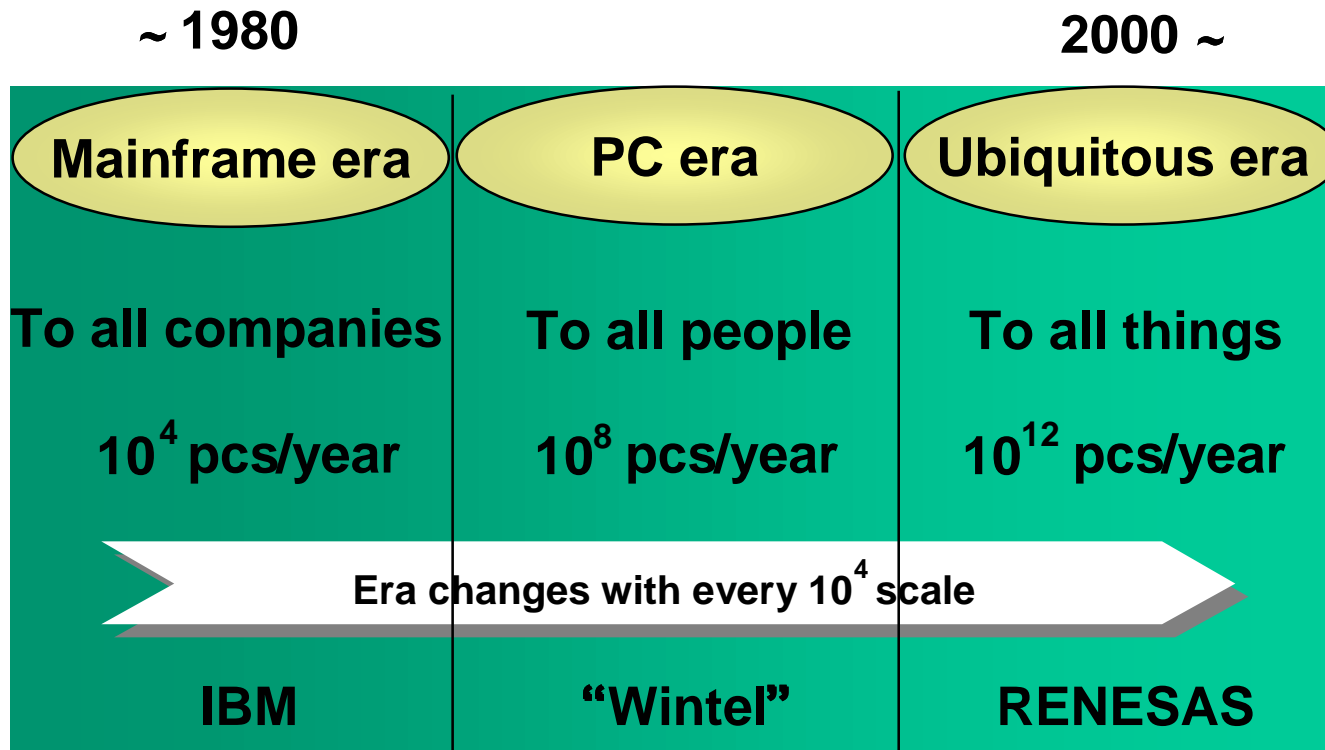 ~ 1980
2000 ~
Mainframe era
PC era
Ubiquitous era
To all companies
To all people
To all things
10⁴ pcs/year
10⁸ pcs/year
10¹² pcs/year
Era changes with every 10⁴ scale
IBM
“Wintel”
RENESAS